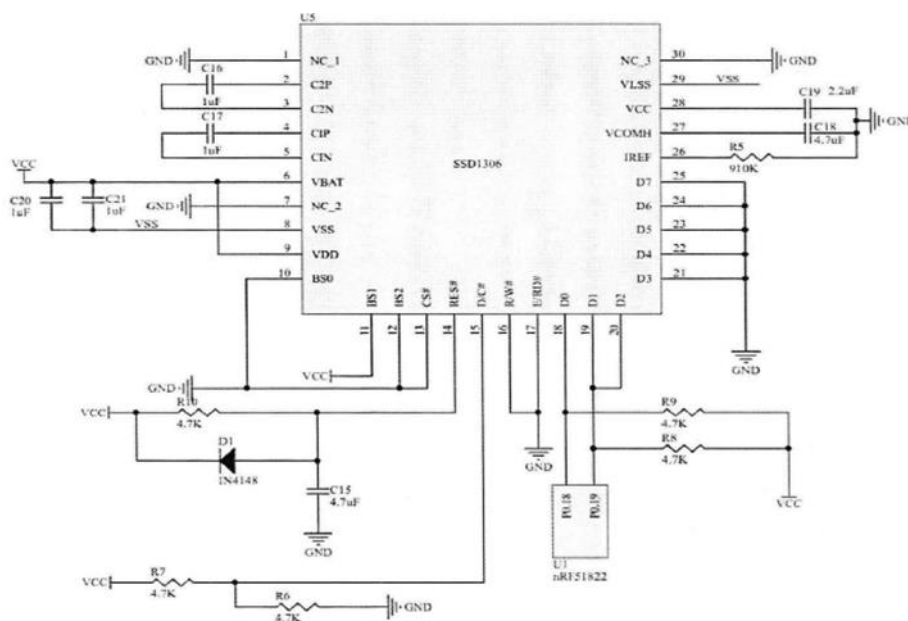 U5
SSD1306
1 NC_1
2 C2P
3 C2N
4 C1P
5 C1N
6 VBAT
7 NC_2
8 VSS
9 VDD
10 BS0
NC_3 30
VLSS 29 VSS
VCC 28
VCOMH 27
IREF 26
D7 25
D6 24
D5 23
D4 22
D3 21
BS1 BS2 CS# RES# D/C# R/W# E/RD# D0 D1 D2
11 12 13 14 15 16 17 18 19 20
GND
C16
1uF
C17
1uF
VCC
C20
1uF
C21
1uF
VSS
GND
GND
C19 2.2uF
GND
C18
4.7uF
R5
910K
GND
VCC
GND
VCC
R10
4.7K
D1
IN4148
C15
4.7uF
GND
GND
R9
4.7K
R8
4.7K
VCC
P0.18 P0.19
U1
nRF51822
VCC
R7
4.7K
R6
4.7K
GND